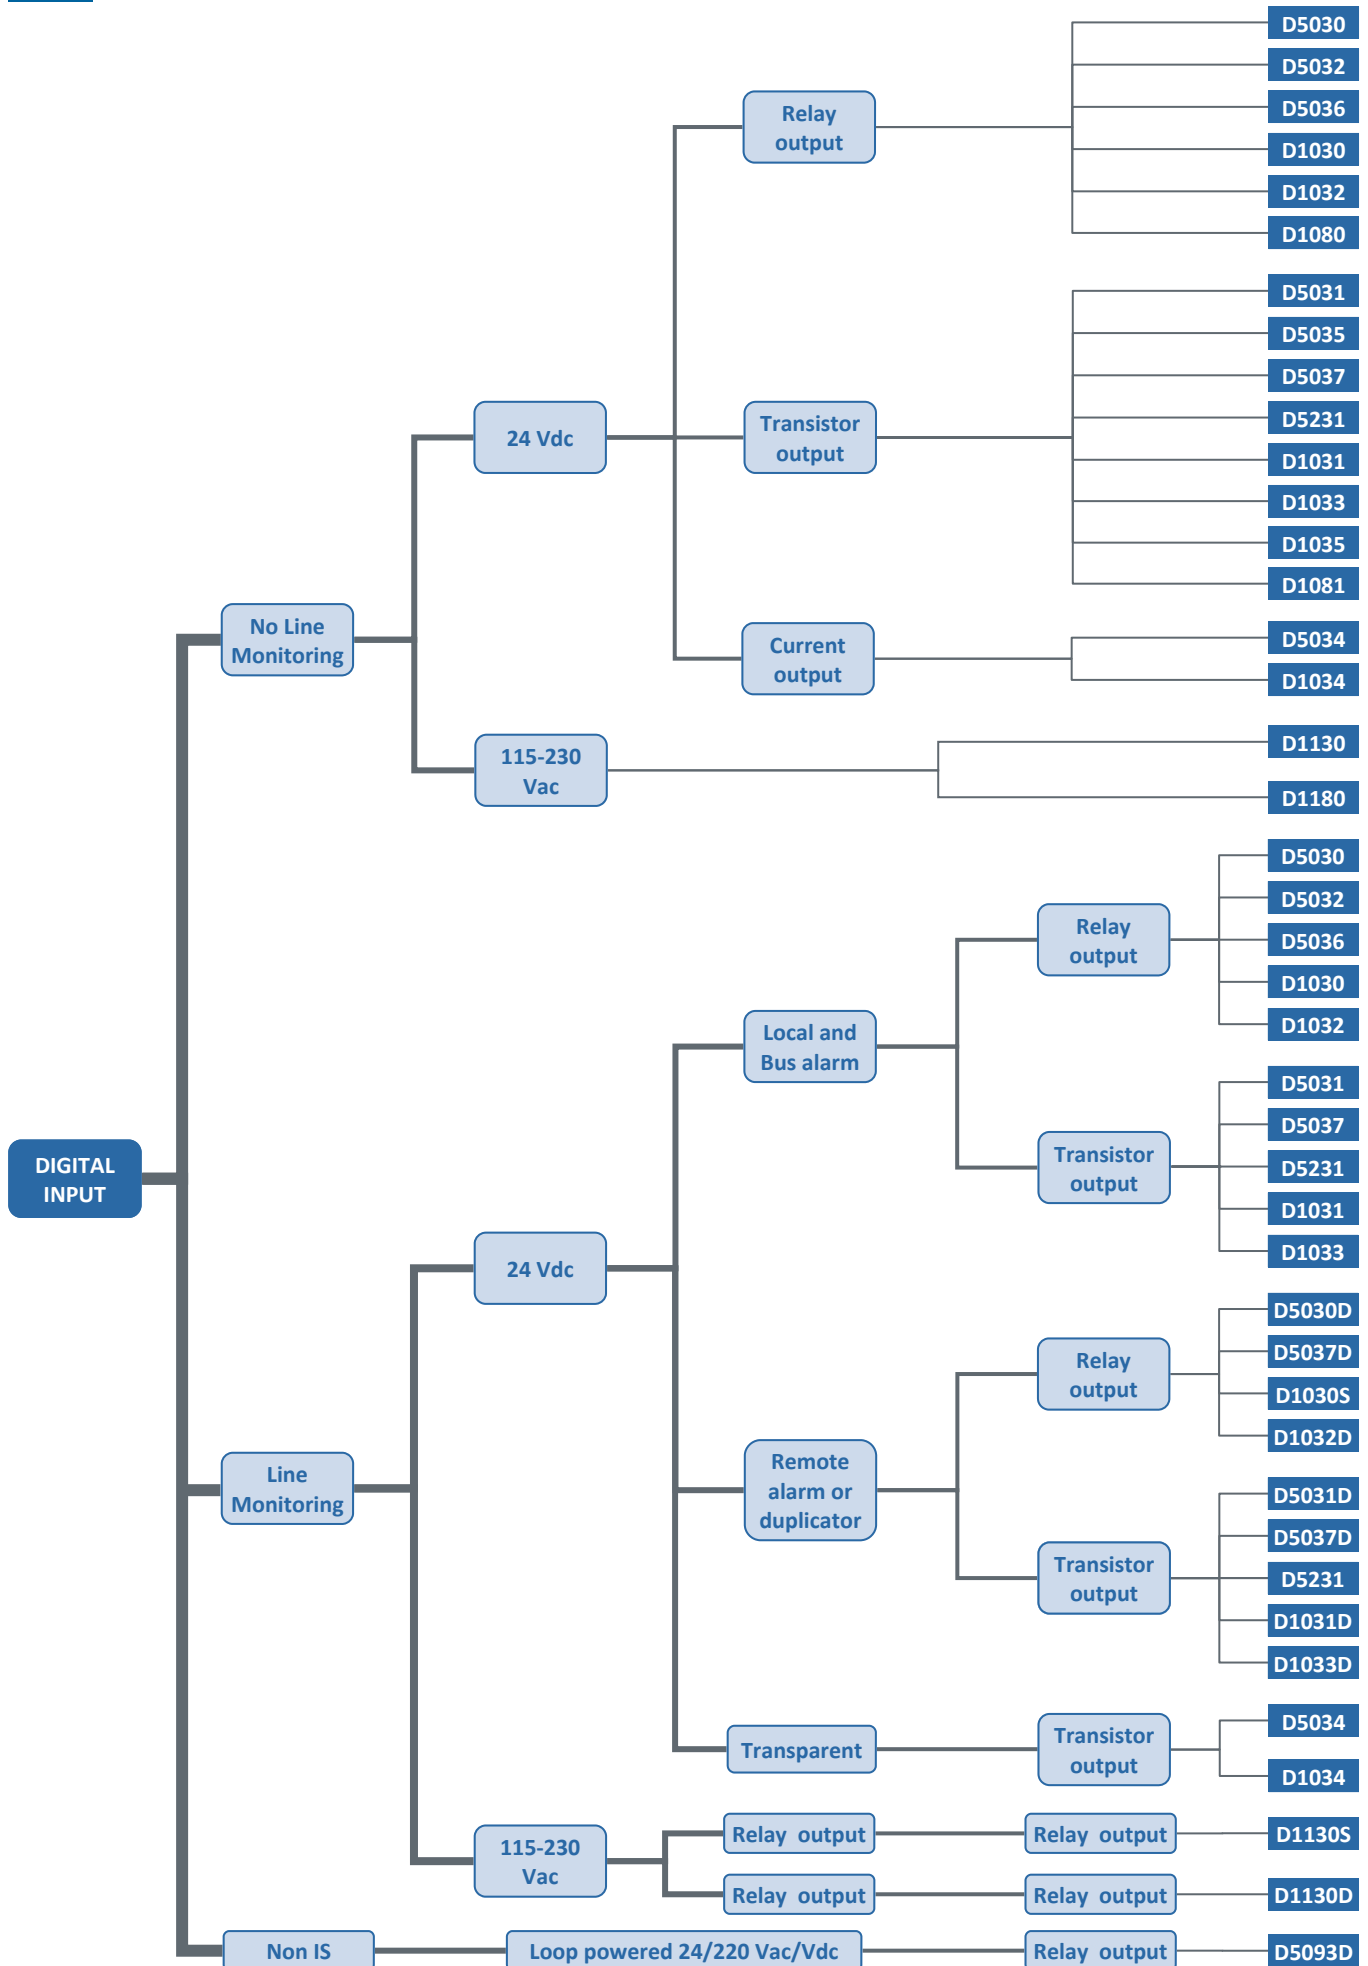 D5030
D5032
D5036
D1030
D1032
D1080
Relay
output
D5031
D5035
D5037
D5231
D1031
D1033
D1035
D1081
Transistor
output
24 Vdc
D5034
D1034
Current
output
No Line
Monitoring
D1130
D1180
115-230
Vac
D5030
D5032
D5036
D1030
D1032
Relay
output
Local and
Bus alarm
D5031
D5037
D5231
D1031
D1033
Transistor
output
DIGITAL
INPUT
24 Vdc
D5030D
D5037D
D1030S
D1032D
Relay
output
Line
Monitoring
Remote
alarm or
duplicator
D5031D
D5037D
D5231
D1031D
D1033D
Transistor
output
D5034
D1034
Transparent
Transistor
output
115-230
Vac
Relay output
Relay output
D1130S
Relay output
Relay output
D1130D
Non IS
Loop powered 24/220 Vac/Vdc
Relay output
D5093D